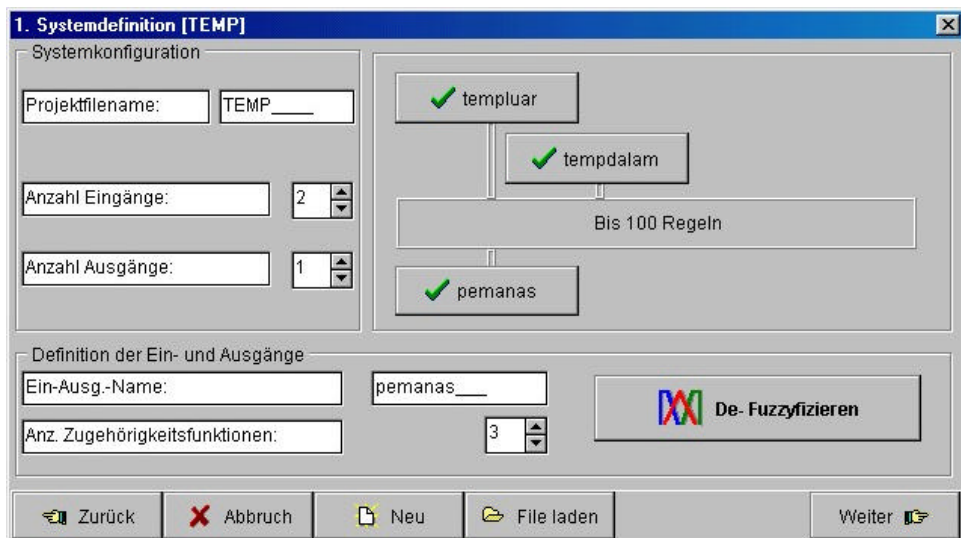 1. Systemdefinition [TEMP]
Systemkonfiguration
Projektfilename:
TEMP____
Anzahl Eingänge:
2
Anzahl Ausgänge:
1
templuar
tempdalam
Bis 100 Regeln
pemanas
Definition der Ein- und Ausgänge
Ein-Ausg.-Name:
pemanas___
Anz. Zugehörigkeitsfunktionen:
3
De- Fuzzyfizieren
Zurück
Abbruch
Neu
File laden
Weiter